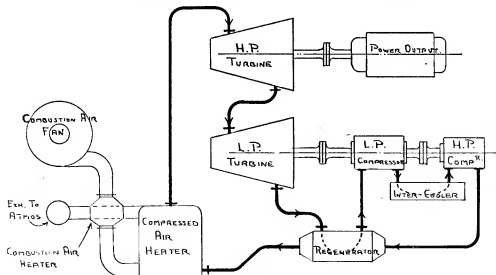 H.P.
TURBINE
POWER OUTPUT.
COMBUSTION AIR
FAN
L.P.
TURBINE
L.P.
COMPRESSOR
H.P.
COMPR.
INTER-COOLER
EXH. TO
ATMOS
COMPRESSED
AIR
HEATER
REGENERATOR
COMBUSTION AIR
HEATER